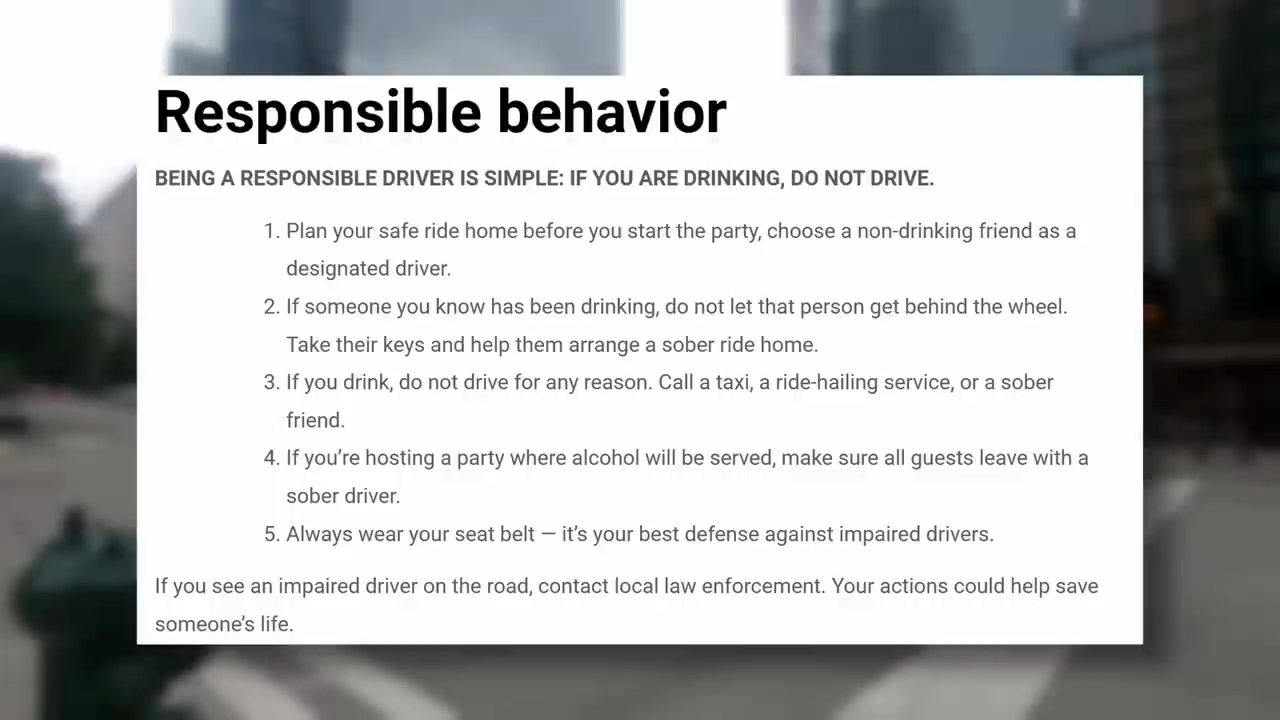 Responsible behavior
BEING A RESPONSIBLE DRIVER IS SIMPLE: IF YOU ARE DRINKING, DO NOT DRIVE.
1. Plan your safe ride home before you start the party, choose a non-drinking friend as a
designated driver.
2. If someone you know has been drinking, do not let that person get behind the wheel.
Take their keys and help them arrange a sober ride home.
3. If you drink, do not drive for any reason. Call a taxi, a ride-hailing service, or a sober
friend.
4. If you’re hosting a party where alcohol will be served, make sure all guests leave with a
sober driver.
5. Always wear your seat belt — it’s your best defense against impaired drivers.
If you see an impaired driver on the road, contact local law enforcement. Your actions could help save
someone’s life.